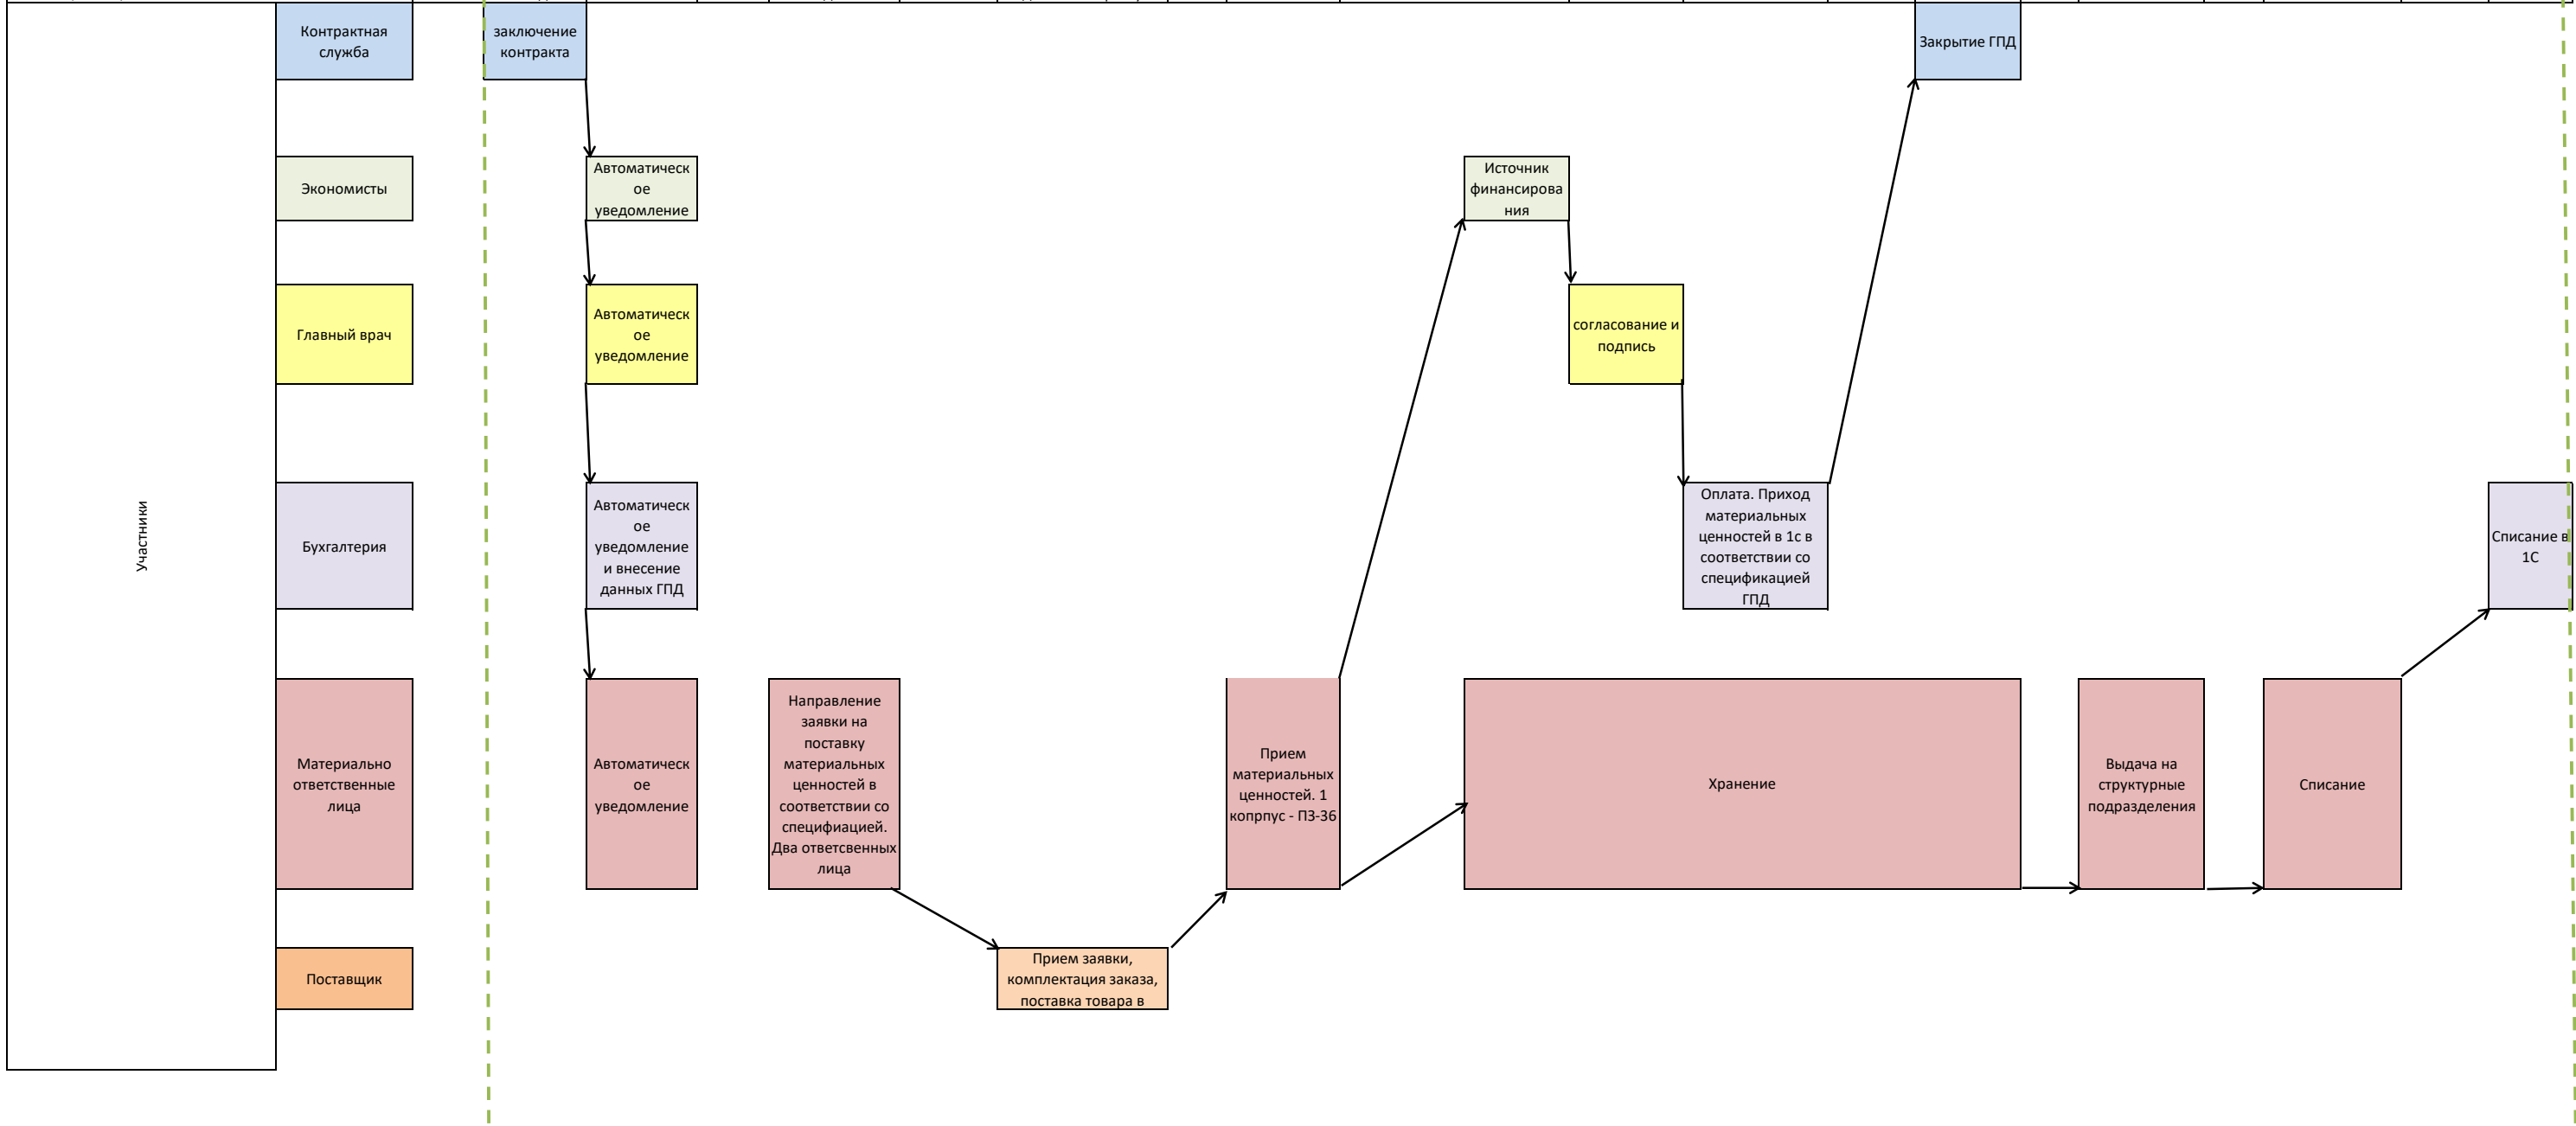 Контрактная
служба
заключение
контракта
Закрытие ГПД
Экономисты
Автоматическ
ое
уведомление
Источник
финансирова
ния
Главный врач
Автоматическ
ое
уведомление
согласование и
подпись
Участники
Бухгалтерия
Автоматическ
ое
уведомление
и внесение
данных ГПД
Оплата. Приход
материальных
ценностей в 1с в
соответствии со
спецификацией
ГПД
Списание в
1С
Материально
ответственные
лица
Автоматическ
ое
уведомление
Направление
заявки на
поставку
материальных
ценностей в
соответствии со
специфиацией.
Два ответсвенных
лица
Прием
материальных
ценностей. 1
копрпус - ПЗ-36
Хранение
Выдача на
структурные
подразделения
Списание
Поставщик
Прием заявки,
комплектация заказа,
поставка товара в